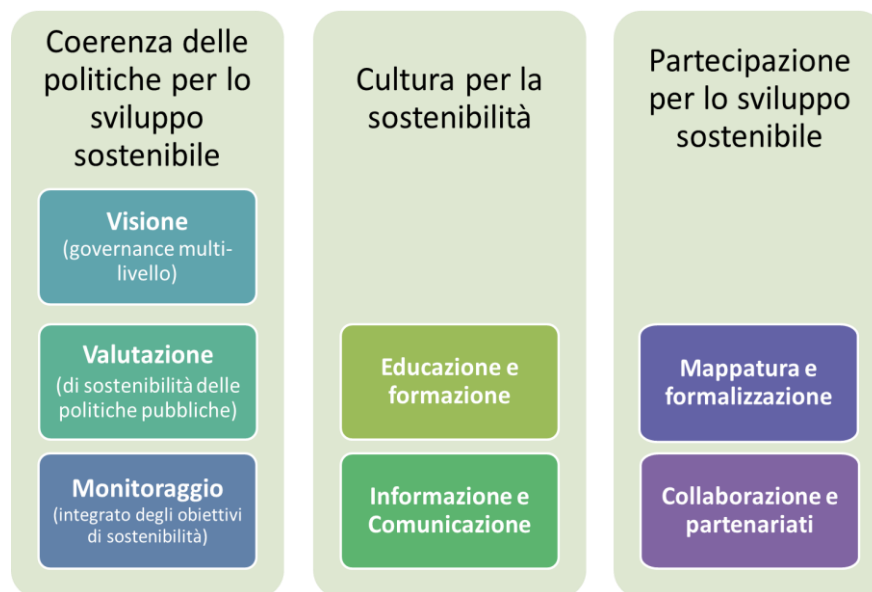 Coerenza delle
politiche per lo
sviluppo
sostenibile
Visione
(governance multi-
livello)
Valutazione
(di sostenibilità delle
politiche pubbliche)
Monitoraggio
(integrato degli obiettivi
di sostenibilità)
Cultura per la
sostenibilità
Educazione e
formazione
Informazione e
Comunicazione
Partecipazione
per lo sviluppo
sostenibile
Mappatura e
formalizzazione
Collaborazione e
partenariati